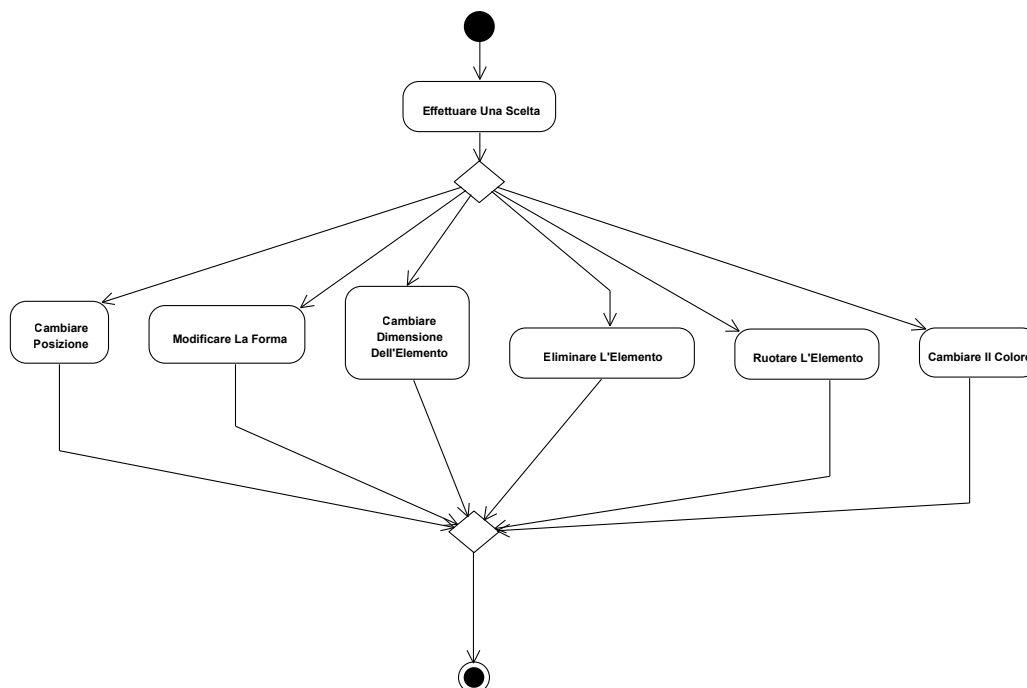 Effettuare Una Scelta
Cambiare
Posizione
Modificare La Forma
Cambiare
Dimensione
Dell'Elemento
Eliminare L'Elemento
Ruotare L'Elemento
Cambiare Il Colore